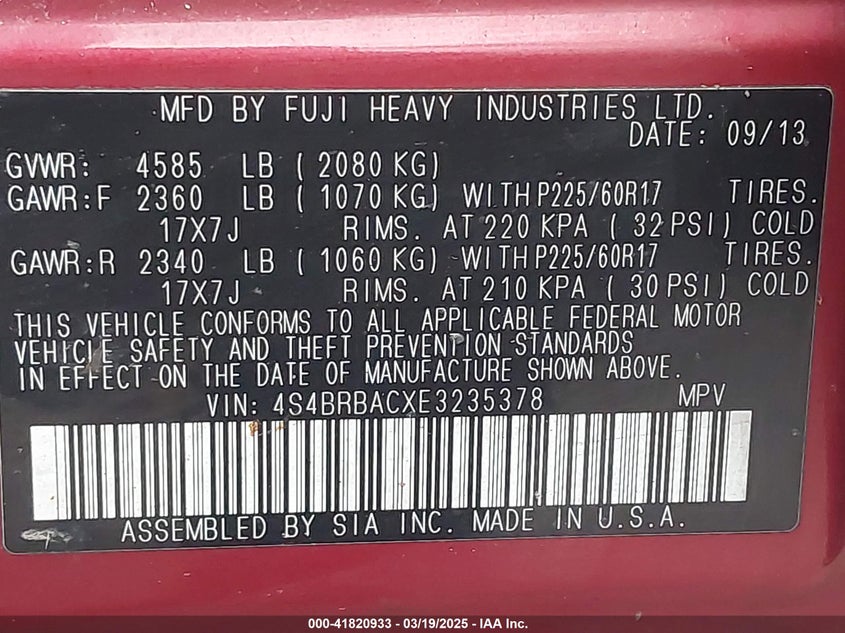 MFD BY FUJI HEAVY INDUSTRIES LTD.
DATE: 09/13
GVWR: 4585 LB ( 2080 KG)
GAWR:F 2360 LB ( 1070 KG) WITH P225/60R17 TIRES.
17X7J RIMS. AT 220 KPA ( 32 PSI) COLD
GAWR:R 2340 LB ( 1060 KG) WITH P225/60R17 TIRES.
17X7J RIMS. AT 210 KPA ( 30 PSI) COLD
THIS VEHICLE CONFORMS TO ALL APPLICABLE FEDERAL MOTOR
VEHICLE SAFETY AND THEFT PREVENTION STANDARDS
IN EFFECT ON THE DATE OF MANUFACTURE SHOWN ABOVE.
VIN: 4S4BRBACXE3235378 MPV
ASSEMBLED BY SIA INC. MADE IN U.S.A.
000-41820933 - 03/19/2025 - IAA Inc.